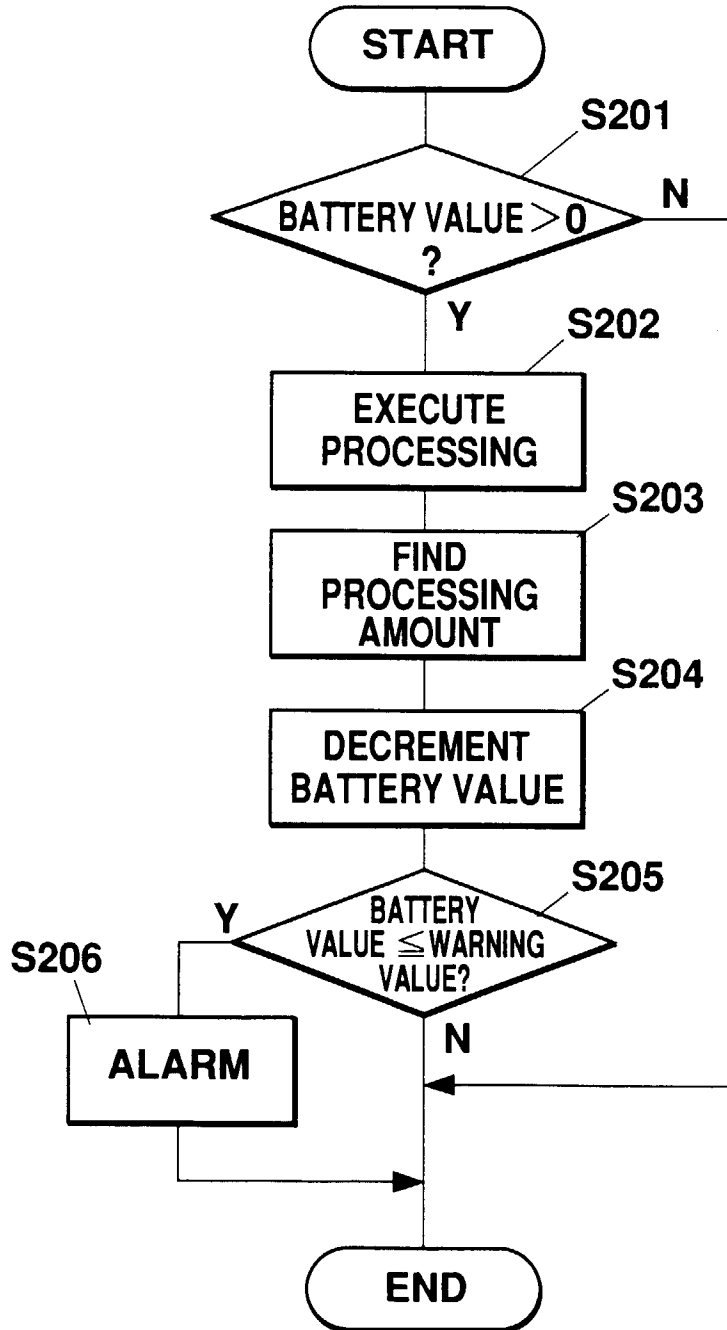 START
S201
BATTERY VALUE >0
?
N
Y
S202
EXECUTE
PROCESSING
S203
FIND
PROCESSING
AMOUNT
S204
DECREMENT
BATTERY VALUE
S205
BATTERY
VALUE ≦WARNING
VALUE?
Y
S206
ALARM
N
END